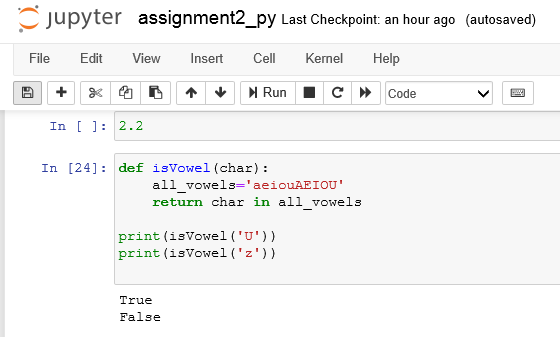 jupyter assignment2_py Last Checkpoint: an hour ago (autosaved)
File Edit View Insert Cell Kernel Help
Run Code
In [ ]: 2.2
In [24]: def isVowel(char):
all_vowels='aeiouAEIOU'
return char in all_vowels
print(isVowel('U'))
print(isVowel('z'))
True
False